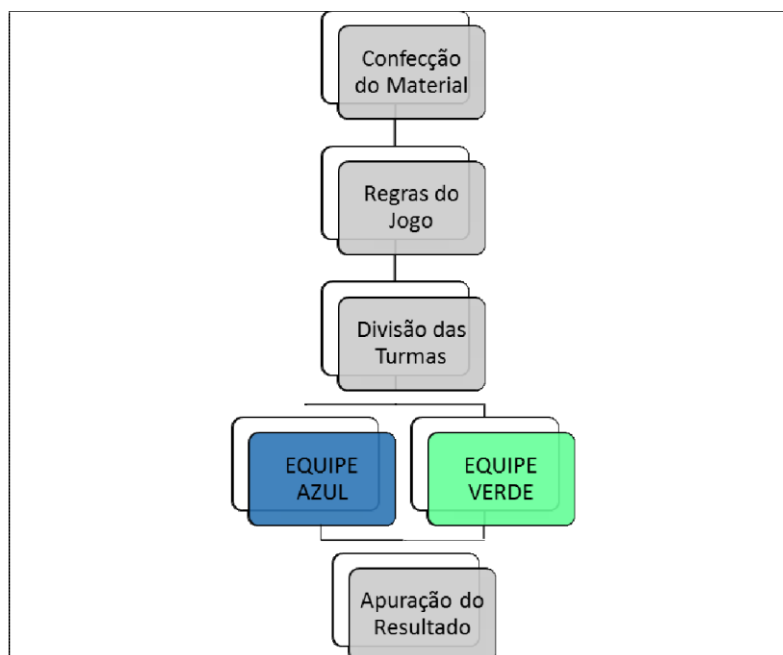 Confecção
do Material
Regras do
Jogo
Divisão das
Turmas
EQUIPE
AZUL
EQUIPE
VERDE
Apuração do
Resultado